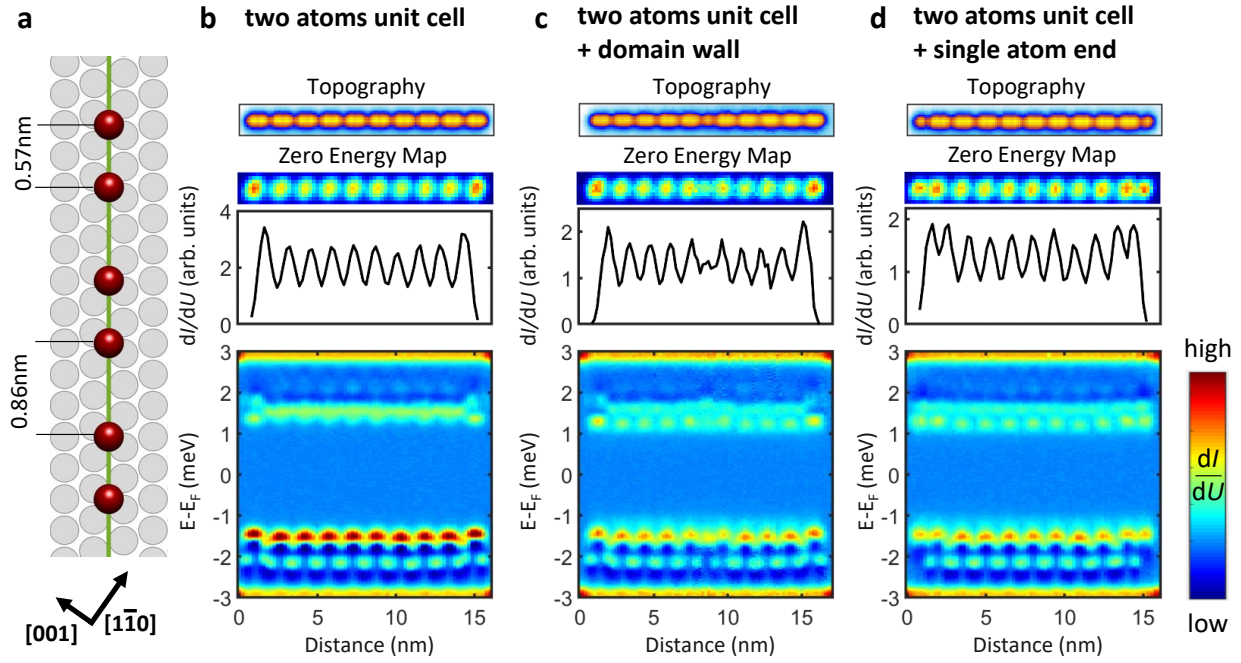 a
0.57nm
0.86nm
[001]
[11̅0]
b two atoms unit cell
Topography
Zero Energy Map
dI/dU (arb. units)
4
2
0
E-E_F (meV)
3
2
1
0
-1
-2
-3
0 5 10 15
Distance (nm)
c two atoms unit cell
+ domain wall
Topography
Zero Energy Map
dI/dU (arb. units)
2
1
0
E-E_F (meV)
3
2
1
0
-1
-2
-3
0 5 10 15
Distance (nm)
d two atoms unit cell
+ single atom end
Topography
Zero Energy Map
dI/dU (arb. units)
2
1
0
E-E_F (meV)
3
2
1
0
-1
-2
-3
0 5 10 15
Distance (nm)
high
dI
dU
low